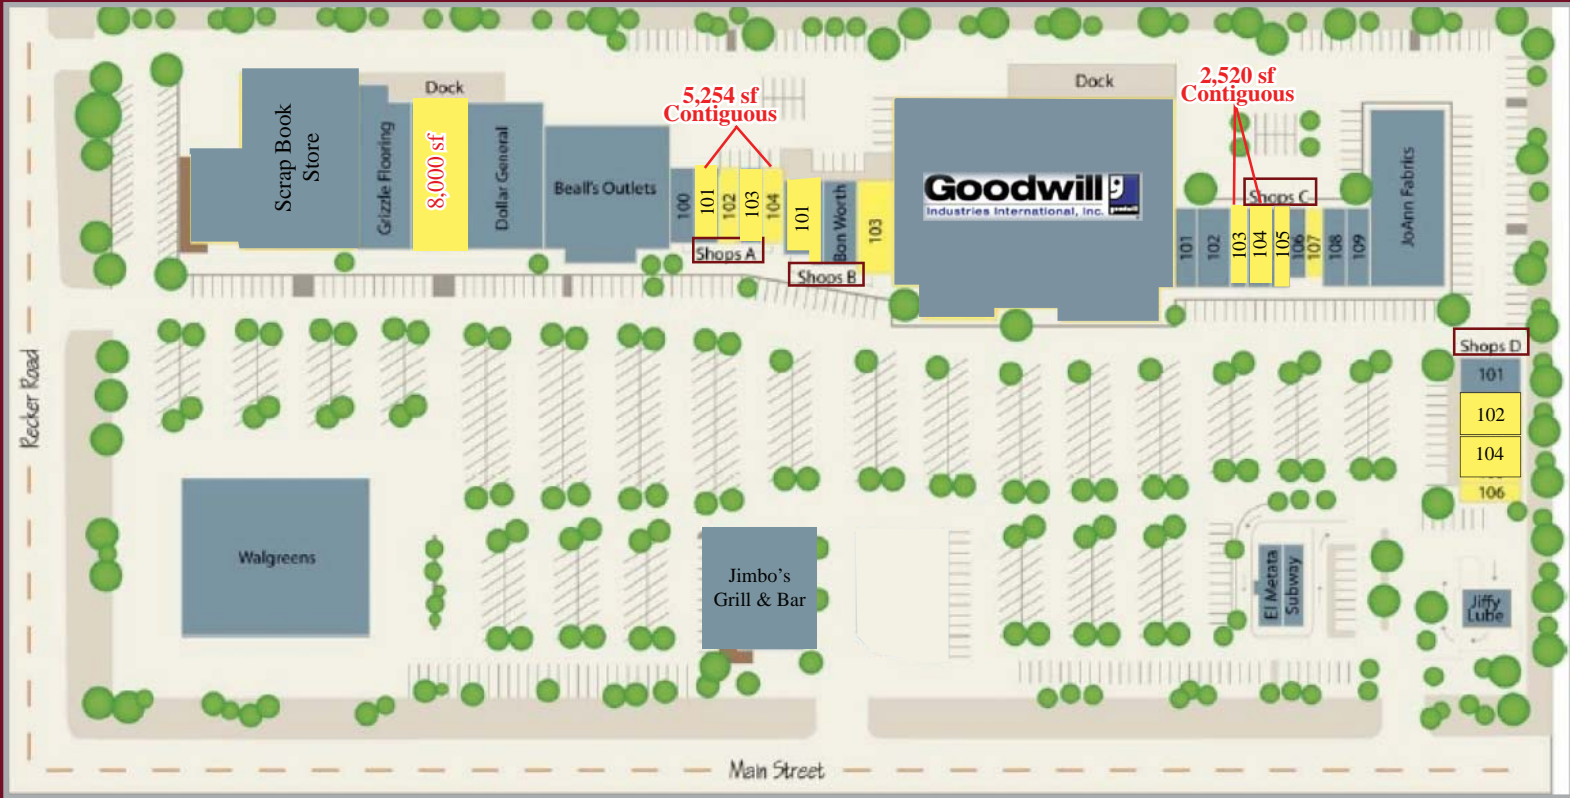 Dock
Scrap Book
Store
Grizzle Flooring
8,000 sf
Dollar General
Beall's Outlets
5,254 sf
Contiguous
100
101
102
103
104
Shops A
101
Bon Worth
103
Shops B
Dock
Goodwill
Industries International, Inc.
goodwill
2,520 sf
Contiguous
Shops C
101
102
103
104
105
106
107
108
109
JoAnn Fabrics
Shops D
101
102
104
106
Recker Road
Walgreens
Jimbo's
Grill & Bar
El Metata
Subway
Jiffy
Lube
Main Street